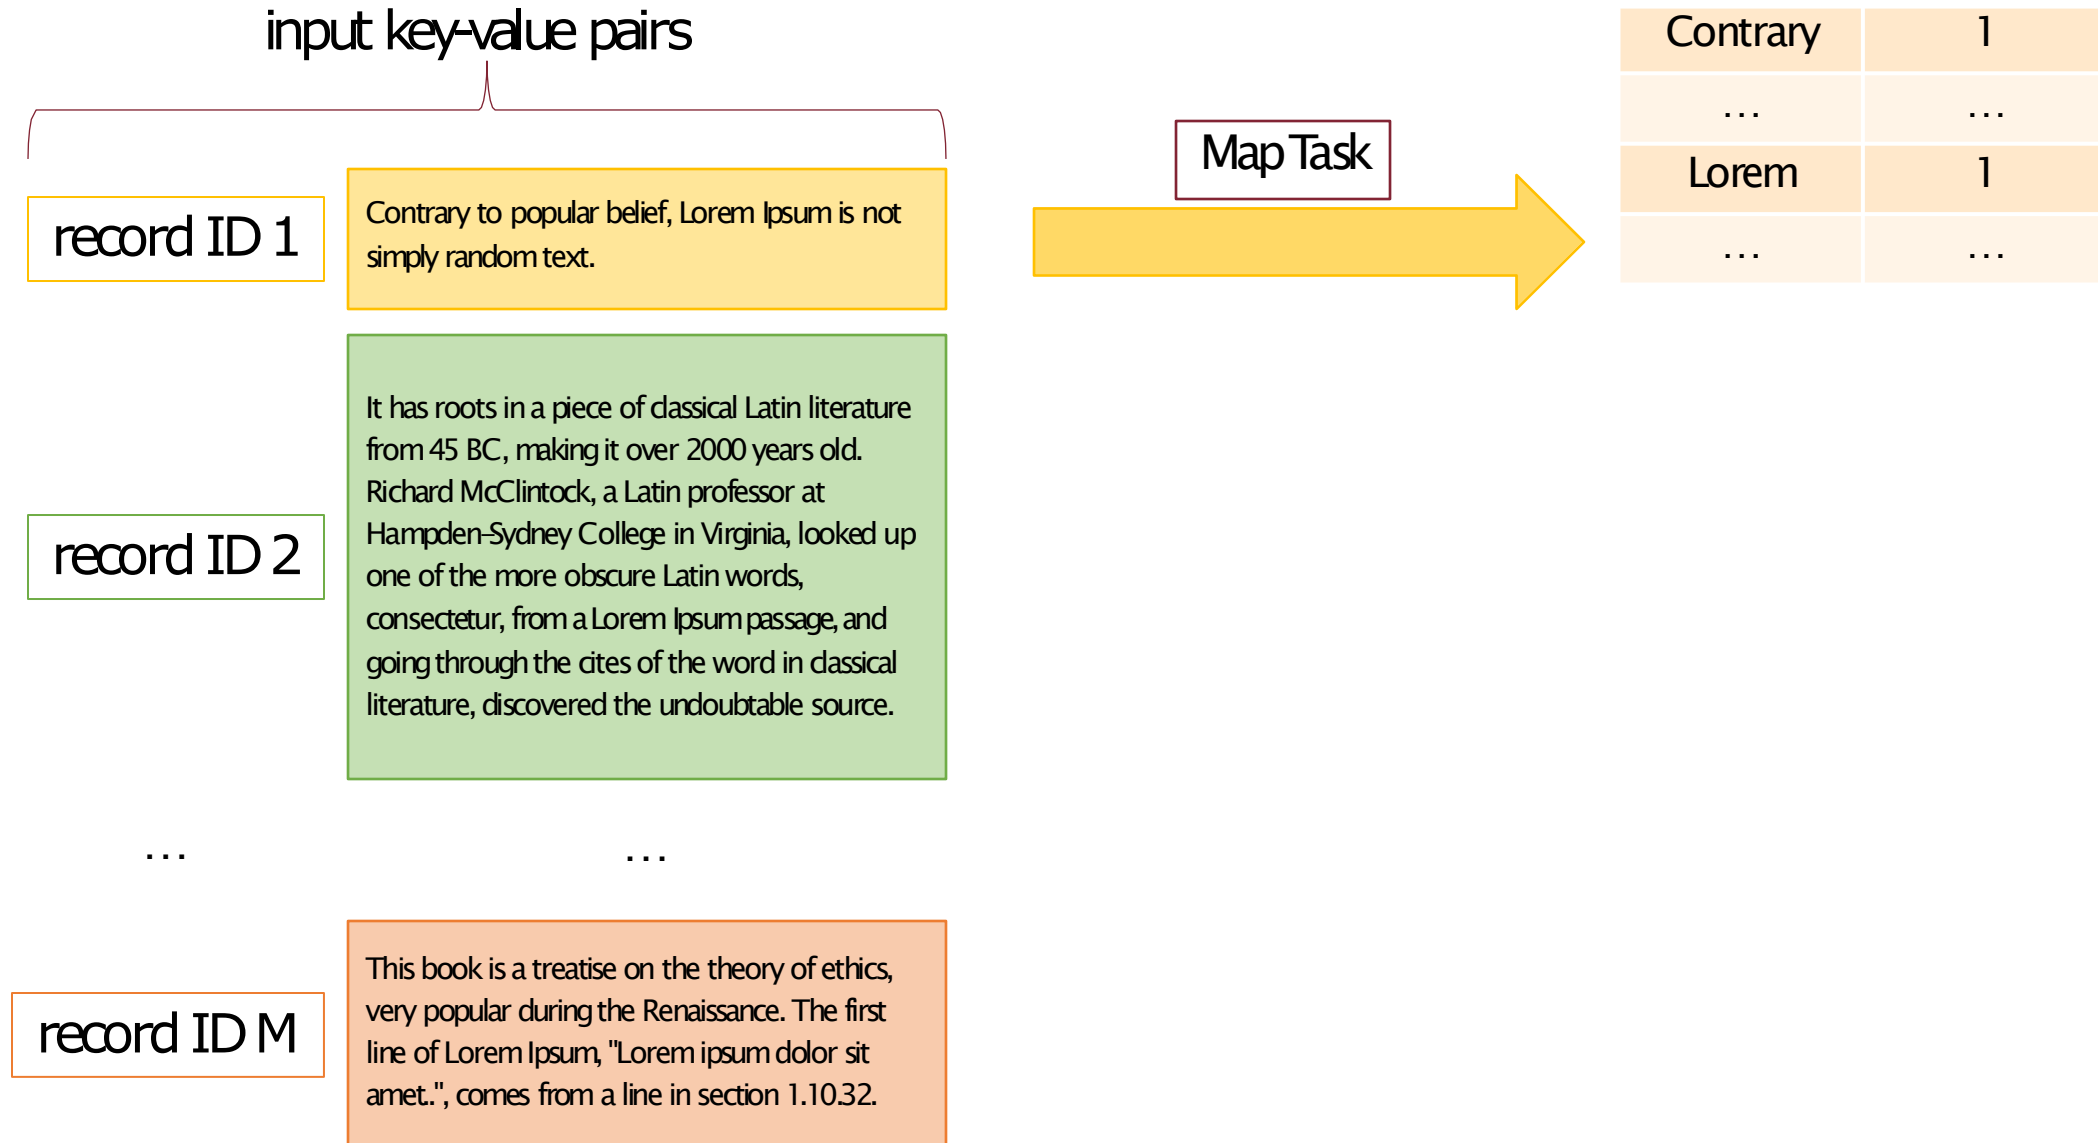 input key-value pairs
record ID 1
Contrary to popular belief, Lorem Ipsum is not
simply random text.
Map Task
Contrary 1
... ...
Lorem 1
... ...
record ID 2
It has roots in a piece of classical Latin literature
from 45 BC, making it over 2000 years old.
Richard McClintock, a Latin professor at
Hampden-Sydney College in Virginia, looked up
one of the more obscure Latin words,
consectetur, from a Lorem Ipsum passage, and
going through the cites of the word in classical
literature, discovered the undoubtable source.
... ...
record ID M
This book is a treatise on the theory of ethics,
very popular during the Renaissance. The first
line of Lorem Ipsum, "Lorem ipsum dolor sit
amet..", comes from a line in section 1.10.32.